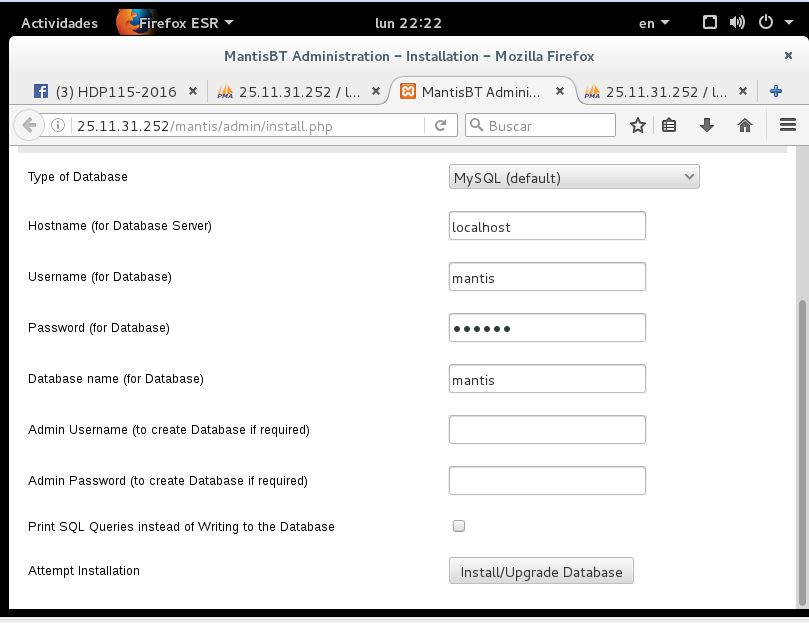 Actividades Firefox ESR lun 22:22 en
MantisBT Administration – Installation – Mozilla Firefox
(3) HDP115-2016 25.11.31.252 / l... MantisBT Admini... 25.11.31.252 / l...
25.11.31.252/mantis/admin/install.php Buscar
Type of Database MySQL (default)
Hostname (for Database Server) localhost
Username (for Database) mantis
Password (for Database) ••••••
Database name (for Database) mantis
Admin Username (to create Database if required)
Admin Password (to create Database if required)
Print SQL Queries instead of Writing to the Database
Attempt Installation Install/Upgrade Database